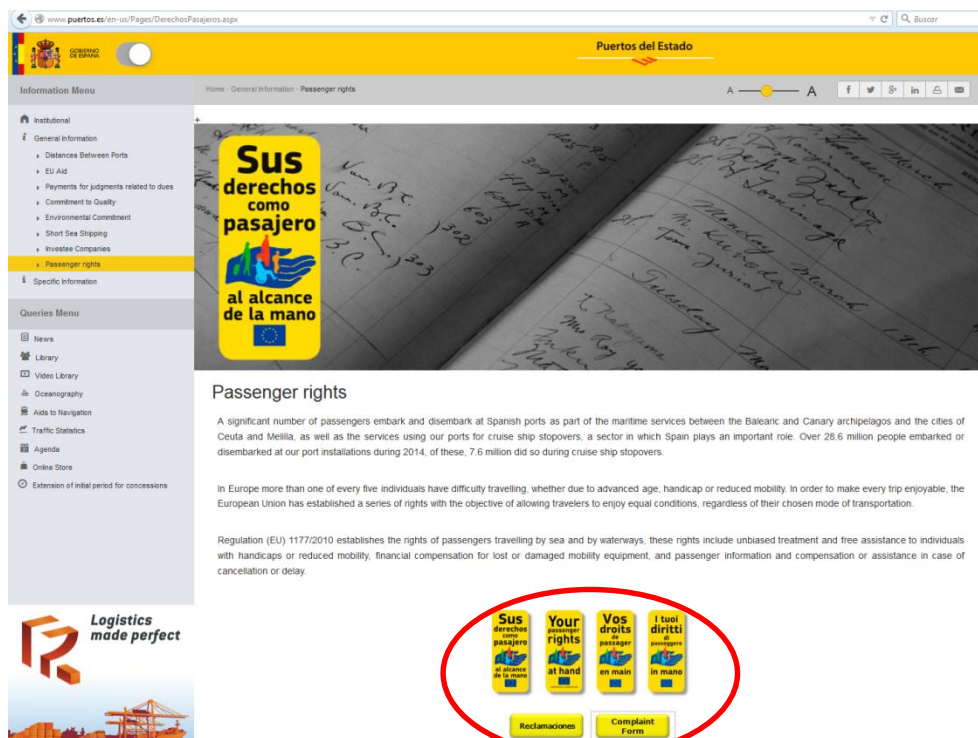 www.puertos.es/en-us/Pages/DerechosPasajeros.aspx
Buscar
GOBIERNO
DE ESPAÑA
Puertos del Estado
Information Menu
Home - General Information - Passenger rights
A
A
Institutional
General Information
Distances Between Ports
EU Aid
Payments for judgments related to dues
Commitment to Quality
Environmental Commitment
Short Sea Shipping
Investee Companies
Passenger rights
Specific Information
Queries Menu
News
Library
Video Library
Oceanography
Aids to Navigation
Traffic Statistics
Agenda
Online Store
Extension of initial period for concessions
Logistics
made perfect
Sus
derechos
como
pasajero
al alcance
de la mano
Monday
March
Tuesday
Passenger rights
A significant number of passengers embark and disembark at Spanish ports as part of the maritime services between the Balearic and Canary archipelagos and the cities of
Ceuta and Melilla, as well as the services using our ports for cruise ship stopovers, a sector in which Spain plays an important role. Over 28.6 million people embarked or
disembarked at our port installations during 2014, of these, 7.6 million did so during cruise ship stopovers.
In Europe more than one of every five individuals have difficulty travelling, whether due to advanced age, handicap or reduced mobility. In order to make every trip enjoyable, the
European Union has established a series of rights with the objective of allowing travelers to enjoy equal conditions, regardless of their chosen mode of transportation.
Regulation (EU) 1177/2010 establishes the rights of passengers travelling by sea and by waterways, these rights include unbiased treatment and free assistance to individuals
with handicaps or reduced mobility, financial compensation for lost or damaged mobility equipment, and passenger information and compensation or assistance in case of
cancellation or delay.
Sus
derechos
como
pasajero
al alcance
de la mano
Your
passenger
rights
at hand
Vos
droits
de
passager
en main
I tuoi
diritti
di
passeggero
in mano
Reclamaciones
Complaint
Form